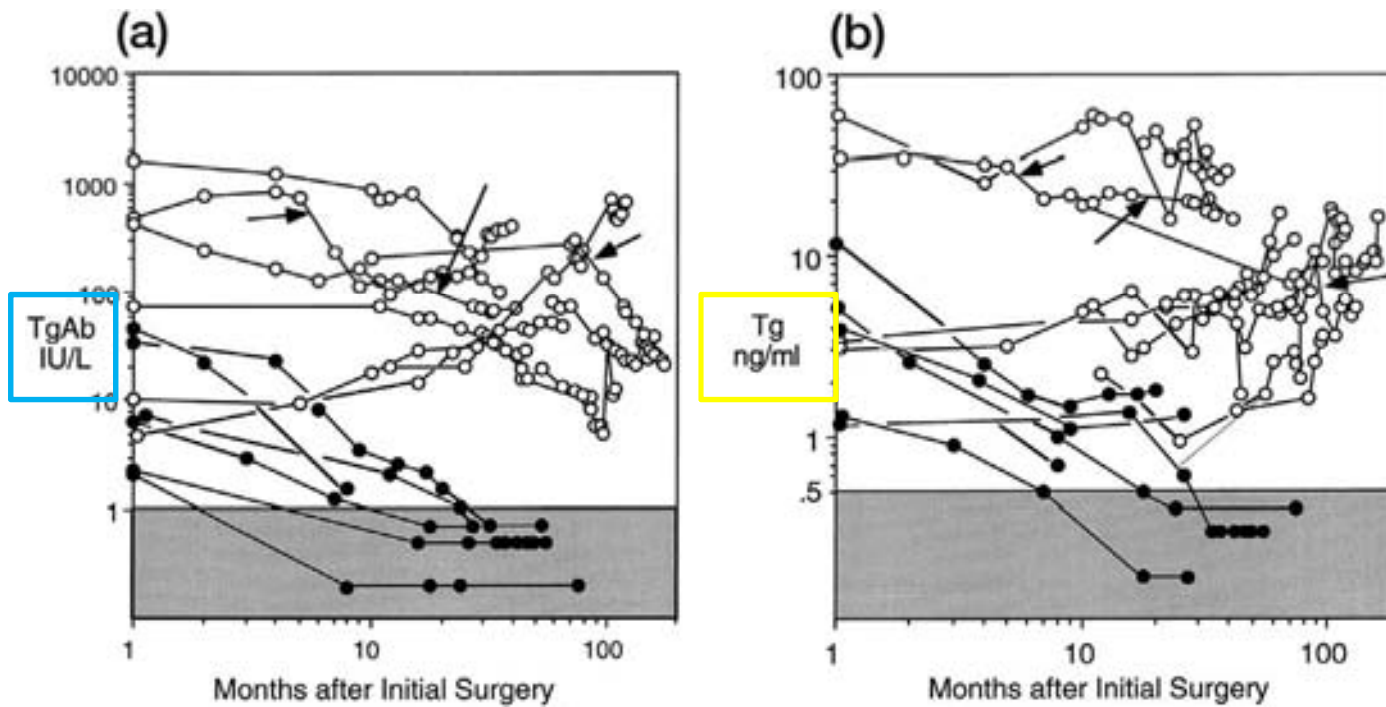 (a)
10000
1000
100
TgAb
IU/L
10
1
1
10
100
Months after Initial Surgery
(b)
100
10
Tg
ng/ml
1
.5
1
10
100
Months after Initial Surgery